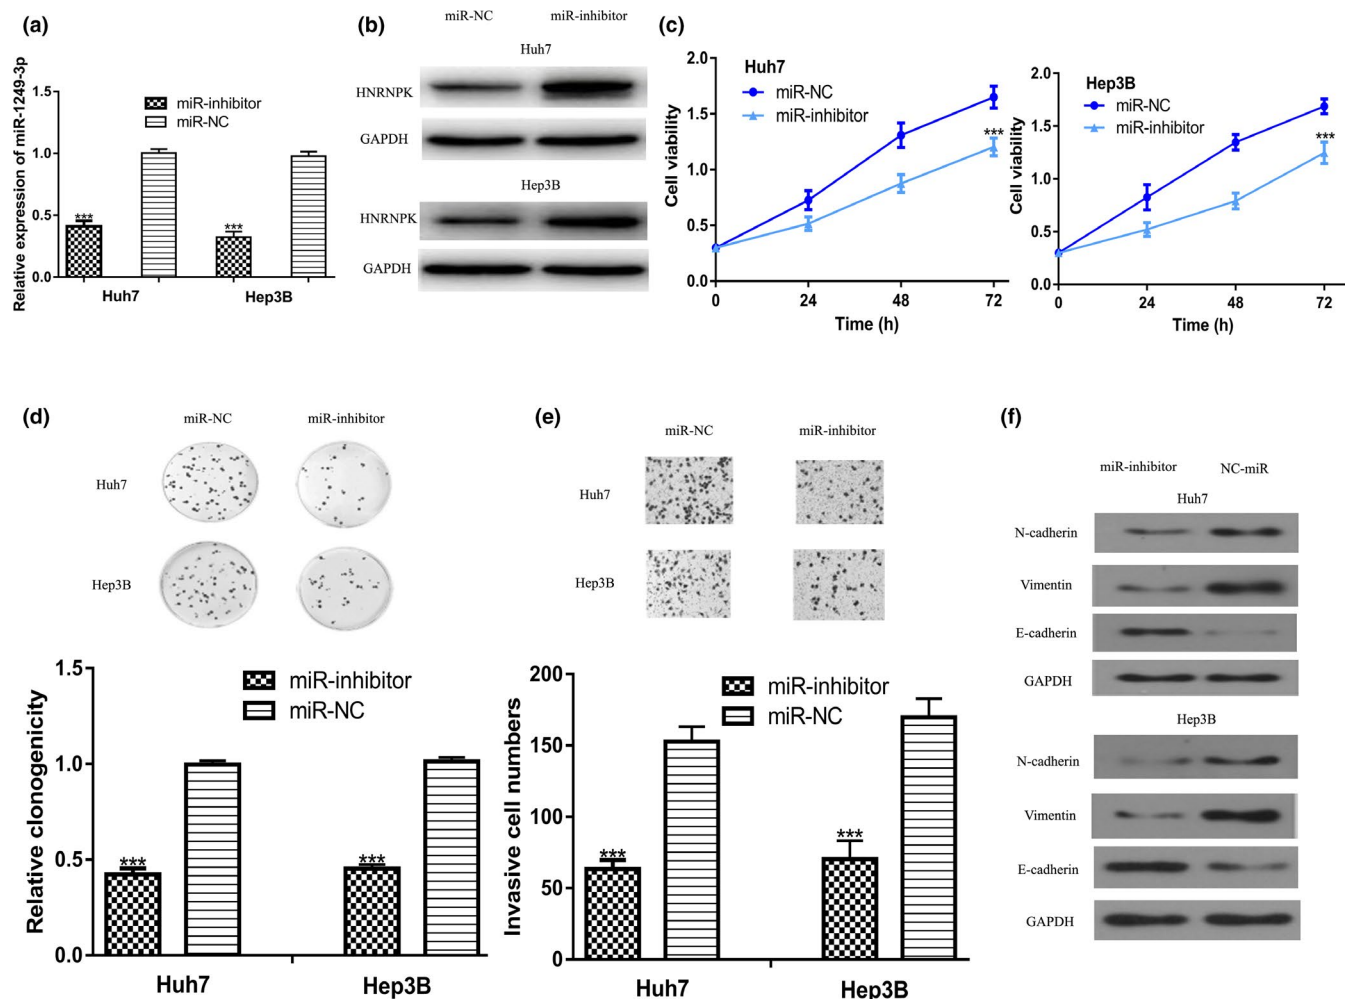 (a)
Relative expression of miR-1249-3p
1.5
1.0
0.5
0.0
miR-inhibitor
miR-NC
***
***
Huh7
Hep3B
(b)
miR-NC
miR-inhibitor
Huh7
HNRNPK
GAPDH
Hep3B
HNRNPK
GAPDH
(c)
Cell viability
2.0
1.5
1.0
0.5
0.0
Huh7
miR-NC
miR-inhibitor
***
0
24
48
72
Time (h)
Cell viability
2.0
1.5
1.0
0.5
0.0
Hep3B
miR-NC
miR-inhibitor
***
0
24
48
72
Time (h)
(d)
miR-NC
miR-inhibitor
Huh7
Hep3B
Relative clonogenicity
1.5
1.0
0.5
0.0
miR-inhibitor
miR-NC
***
***
Huh7
Hep3B
(e)
miR-NC
miR-inhibitor
Huh7
Hep3B
Invasive cell numbers
200
150
100
50
0
miR-inhibitor
miR-NC
***
***
Huh7
Hep3B
(f)
miR-inhibitor
NC-miR
Huh7
N-cadherin
Vimentin
E-cadherin
GAPDH
Hep3B
N-cadherin
Vimentin
E-cadherin
GAPDH